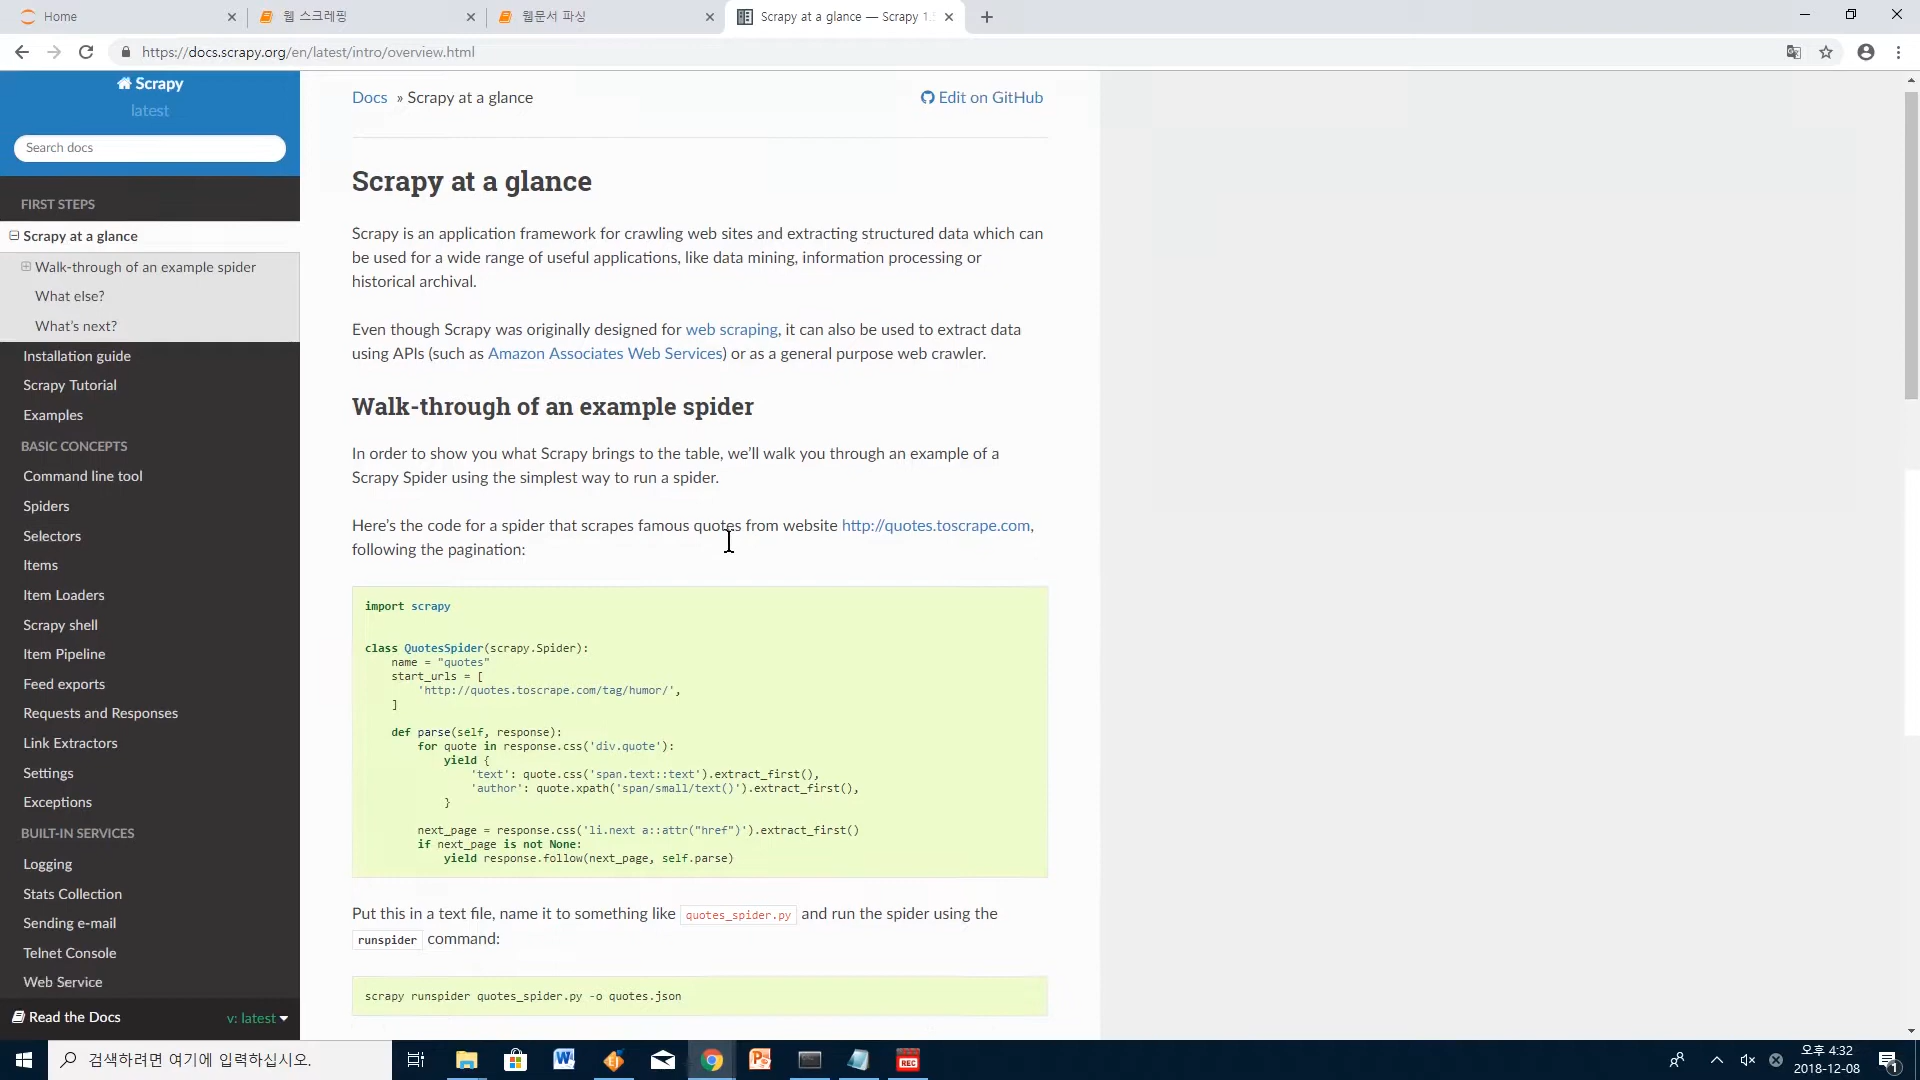 Home
웹 스크레핑
웹문서 파싱
Scrapy at a glance — Scrapy 1.
https://docs.scrapy.org/en/latest/intro/overview.html
Scrapy
latest
Search docs
FIRST STEPS
Scrapy at a glance
Walk-through of an example spider
What else?
What's next?
Installation guide
Scrapy Tutorial
Examples
BASIC CONCEPTS
Command line tool
Spiders
Selectors
Items
Item Loaders
Scrapy shell
Item Pipeline
Feed exports
Requests and Responses
Link Extractors
Settings
Exceptions
BUILT-IN SERVICES
Logging
Stats Collection
Sending e-mail
Telnet Console
Web Service
Read the Docs
v: latest
Docs » Scrapy at a glance
Edit on GitHub
Scrapy at a glance
Scrapy is an application framework for crawling web sites and extracting structured data which can
be used for a wide range of useful applications, like data mining, information processing or
historical archival.
Even though Scrapy was originally designed for web scraping, it can also be used to extract data
using APIs (such as Amazon Associates Web Services) or as a general purpose web crawler.
Walk-through of an example spider
In order to show you what Scrapy brings to the table, we'll walk you through an example of a
Scrapy Spider using the simplest way to run a spider.
Here's the code for a spider that scrapes famous quotes from website http://quotes.toscrape.com,
following the pagination:
import scrapy
class QuotesSpider(scrapy.Spider):
name = "quotes"
start_urls = [
'http://quotes.toscrape.com/tag/humor/',
]
def parse(self, response):
for quote in response.css('div.quote'):
yield {
'text': quote.css('span.text::text').extract_first(),
'author': quote.xpath('span/small/text()').extract_first(),
}
next_page = response.css('li.next a::attr("href")').extract_first()
if next_page is not None:
yield response.follow(next_page, self.parse)
Put this in a text file, name it to something like quotes_spider.py and run the spider using the
runspider command:
scrapy runspider quotes_spider.py -o quotes.json
검색하려면 여기에 입력하십시오.
REC
오후 4:32
2018-12-08
1